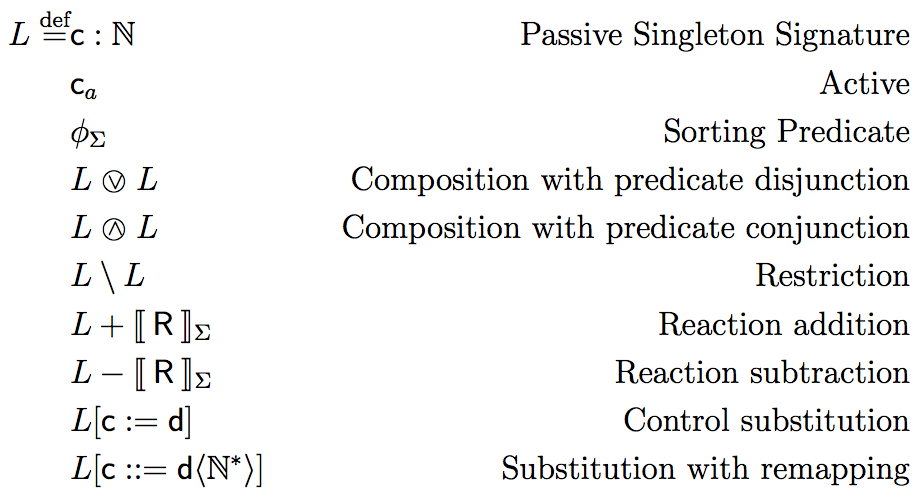 L ≝ c : ℕ Passive Singleton Signature
c_a Active
ϕ_Σ Sorting Predicate
L ⊚∨ L Composition with predicate disjunction
L ⊚∧ L Composition with predicate conjunction
L \ L Restriction
L + ⟦ R ⟧_Σ Reaction addition
L − ⟦ R ⟧_Σ Reaction subtraction
L[c := d] Control substitution
L[c ::= d⟨ℕ*⟩] Substitution with remapping